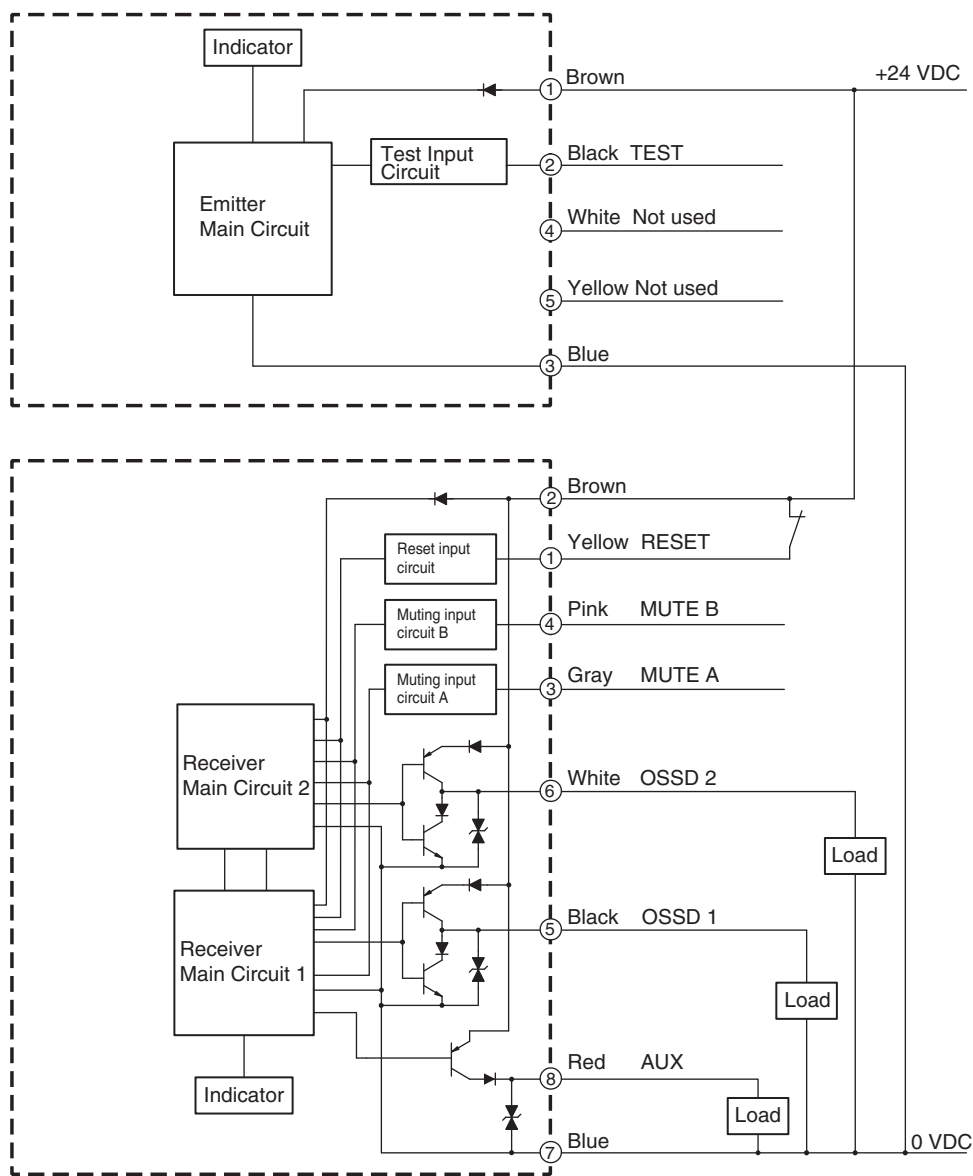 Indicator
① Brown
+24 VDC
Test Input
Circuit
② Black TEST
Emitter
Main Circuit
④ White Not used
⑤ Yellow Not used
③ Blue
② Brown
Reset input
circuit
① Yellow RESET
Muting input
circuit B
④ Pink MUTE B
Muting input
circuit A
③ Gray MUTE A
Receiver
Main Circuit 2
⑥ White OSSD 2
Load
Receiver
Main Circuit 1
⑤ Black OSSD 1
Load
Indicator
⑧ Red AUX
Load
⑦ Blue
0 VDC